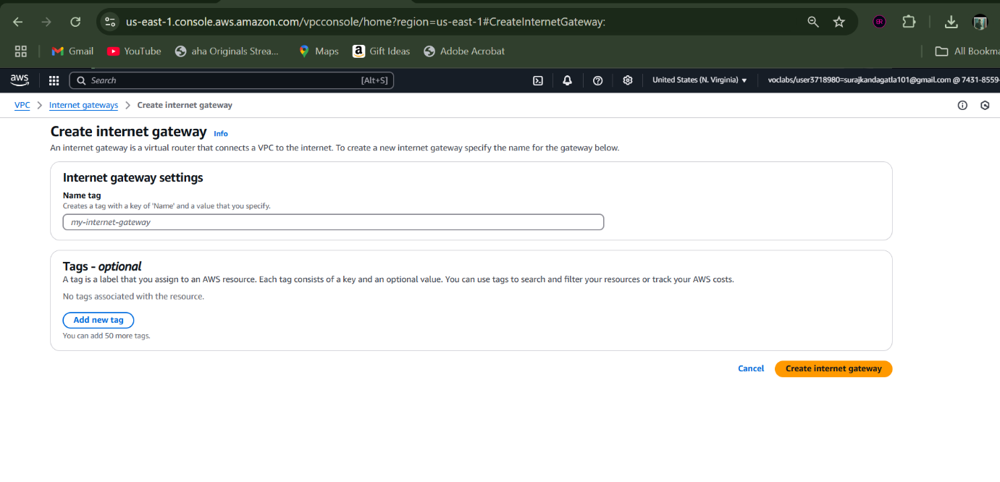 us-east-1.console.aws.amazon.com/vpcconsole/home?region=us-east-1#CreateInternetGateway:
SR
Gmail YouTube aha Originals Strea... Maps a Gift Ideas Adobe Acrobat All Bookma
aws Search [Alt+S] United States (N. Virginia) voclabs/user3718980=surajkandagatla101@gmail.com @ 7431-8559-
VPC Internet gateways Create internet gateway
Create internet gateway Info
An internet gateway is a virtual router that connects a VPC to the internet. To create a new internet gateway specify the name for the gateway below.
Internet gateway settings
Name tag
Creates a tag with a key of 'Name' and a value that you specify.
my-internet-gateway
Tags - optional
A tag is a label that you assign to an AWS resource. Each tag consists of a key and an optional value. You can use tags to search and filter your resources or track your AWS costs.
No tags associated with the resource.
Add new tag
You can add 50 more tags.
Cancel Create internet gateway